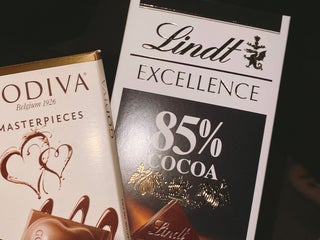 ODIVA
Belgium 1926
MASTERPIECES
Lindt
EXCELLENCE
85%
COCOA
Lindt